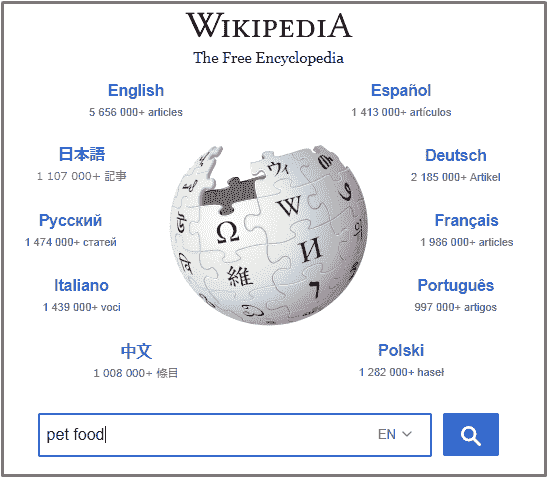 WIKIPEDIA
The Free Encyclopedia
English
5 656 000+ articles
Español
1 413 000+ artículos
日本語
1 107 000+ 記事
Deutsch
2 185 000+ Artikel
Русский
1 474 000+ статей
Français
1 986 000+ articles
Italiano
1 439 000+ voci
Português
997 000+ artigos
中文
1 008 000+ 條目
Polski
1 282 000+ haseł
Ω
W
И
維
ウィ
pet food
EN